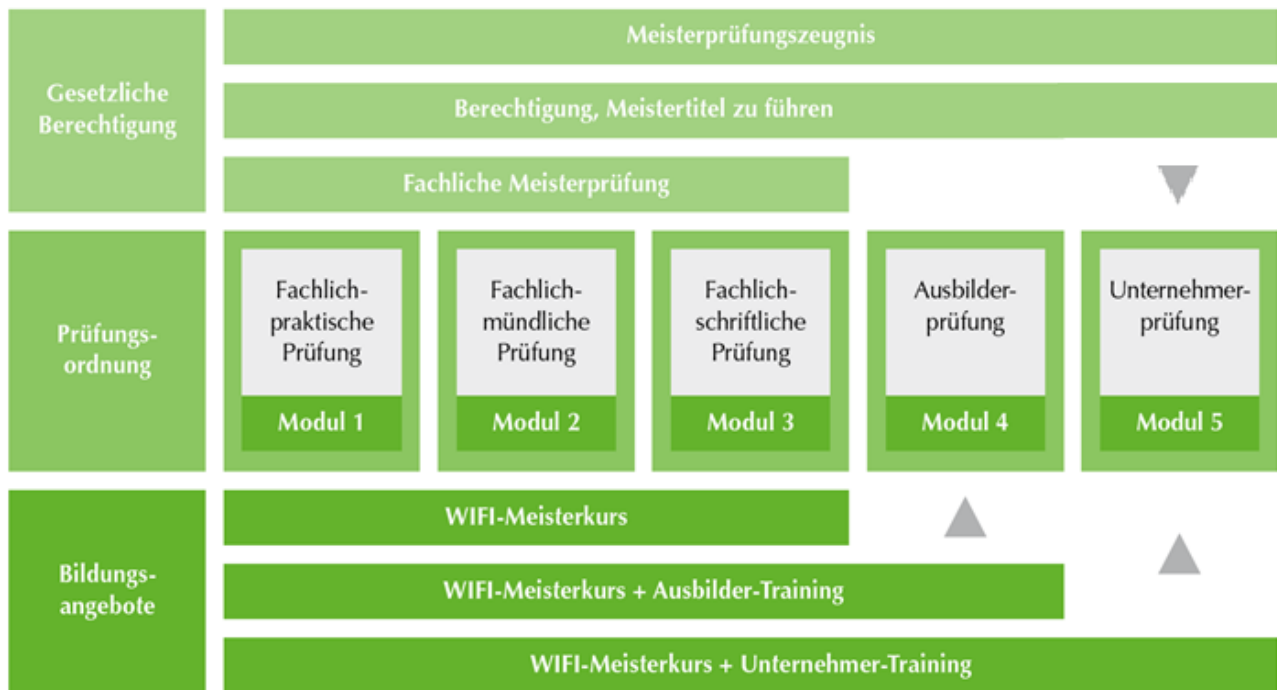 Gesetzliche
Berechtigung
Meisterprüfungszeugnis
Berechtigung, Meistertitel zu führen
Fachliche Meisterprüfung
Prüfungs-
ordnung
Fachlich-
praktische
Prüfung
Modul 1
Fachlich-
mündliche
Prüfung
Modul 2
Fachlich-
schriftliche
Prüfung
Modul 3
Ausbilder-
prüfung
Modul 4
Unternehmer-
prüfung
Modul 5
Bildungs-
angebote
WIFI-Meisterkurs
WIFI-Meisterkurs + Ausbilder-Training
WIFI-Meisterkurs + Unternehmer-Training